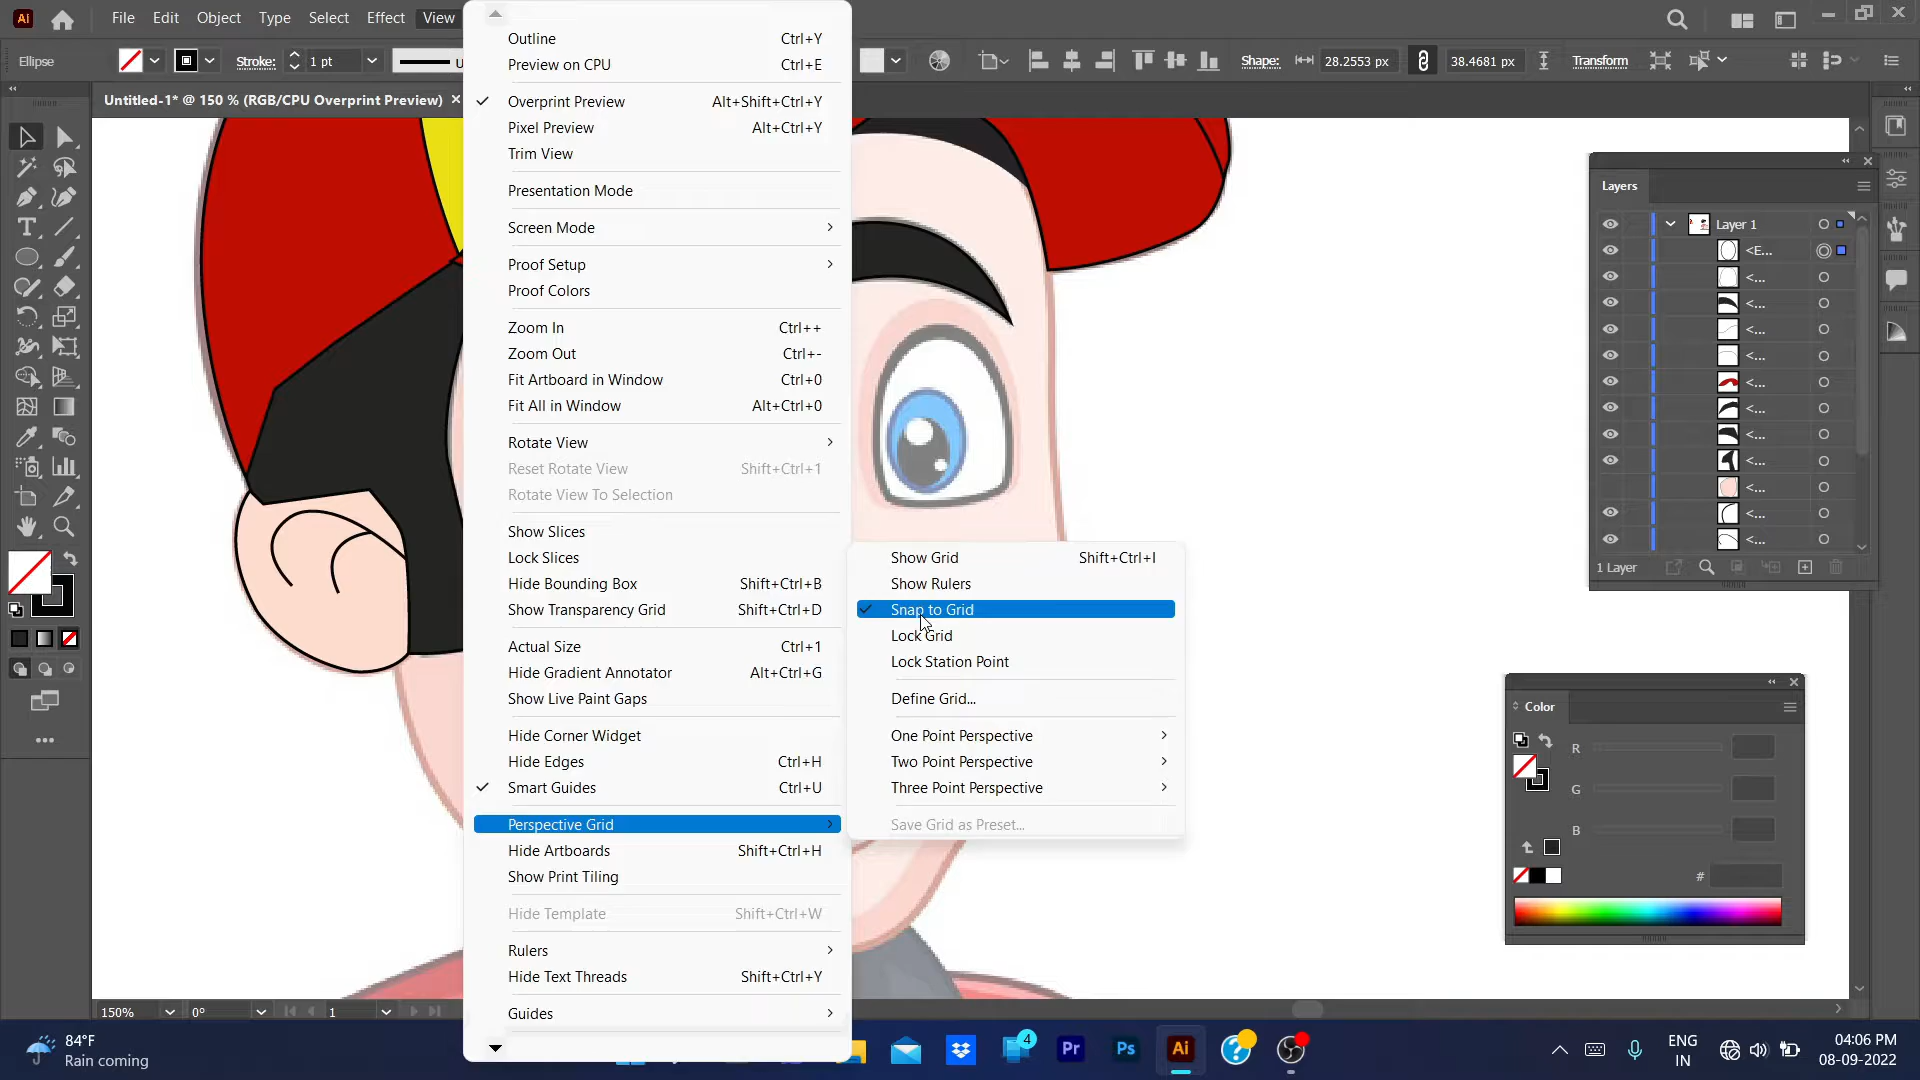 Ai
File
Edit
Object
Type
Select
Effect
View
Ellipse
Stroke:
1 pt
Shape:
28.2553 px
38.4681 px
Transform
Untitled-1* @ 150 % (RGB/CPU Overprint Preview)
Outline Ctrl+Y
Preview on CPU Ctrl+E
Overprint Preview Alt+Shift+Ctrl+Y
Pixel Preview Alt+Ctrl+Y
Trim View
Presentation Mode
Screen Mode
Proof Setup
Proof Colors
Zoom In Ctrl++
Zoom Out Ctrl+-
Fit Artboard in Window Ctrl+0
Fit All in Window Alt+Ctrl+0
Rotate View
Reset Rotate View Shift+Ctrl+1
Rotate View To Selection
Show Slices
Lock Slices
Hide Bounding Box Shift+Ctrl+B
Show Transparency Grid Shift+Ctrl+D
Actual Size Ctrl+1
Hide Gradient Annotator Alt+Ctrl+G
Show Live Paint Gaps
Hide Corner Widget
Hide Edges Ctrl+H
Smart Guides Ctrl+U
Perspective Grid
Hide Artboards Shift+Ctrl+H
Show Print Tiling
Hide Template Shift+Ctrl+W
Rulers
Hide Text Threads Shift+Ctrl+Y
Guides
Show Grid Shift+Ctrl+I
Show Rulers
Snap to Grid
Lock Grid
Lock Station Point
Define Grid...
One Point Perspective
Two Point Perspective
Three Point Perspective
Save Grid as Preset...
Layers
Layer 1
<E...
<...
<...
<...
<...
<...
<...
<...
<...
<...
<...
<...
1 Layer
Color
R
G
B
#
150%
0°
1
84°F
Rain coming
4
Pr
Ps
Ai
ENG
IN
04:06 PM
08-09-2022